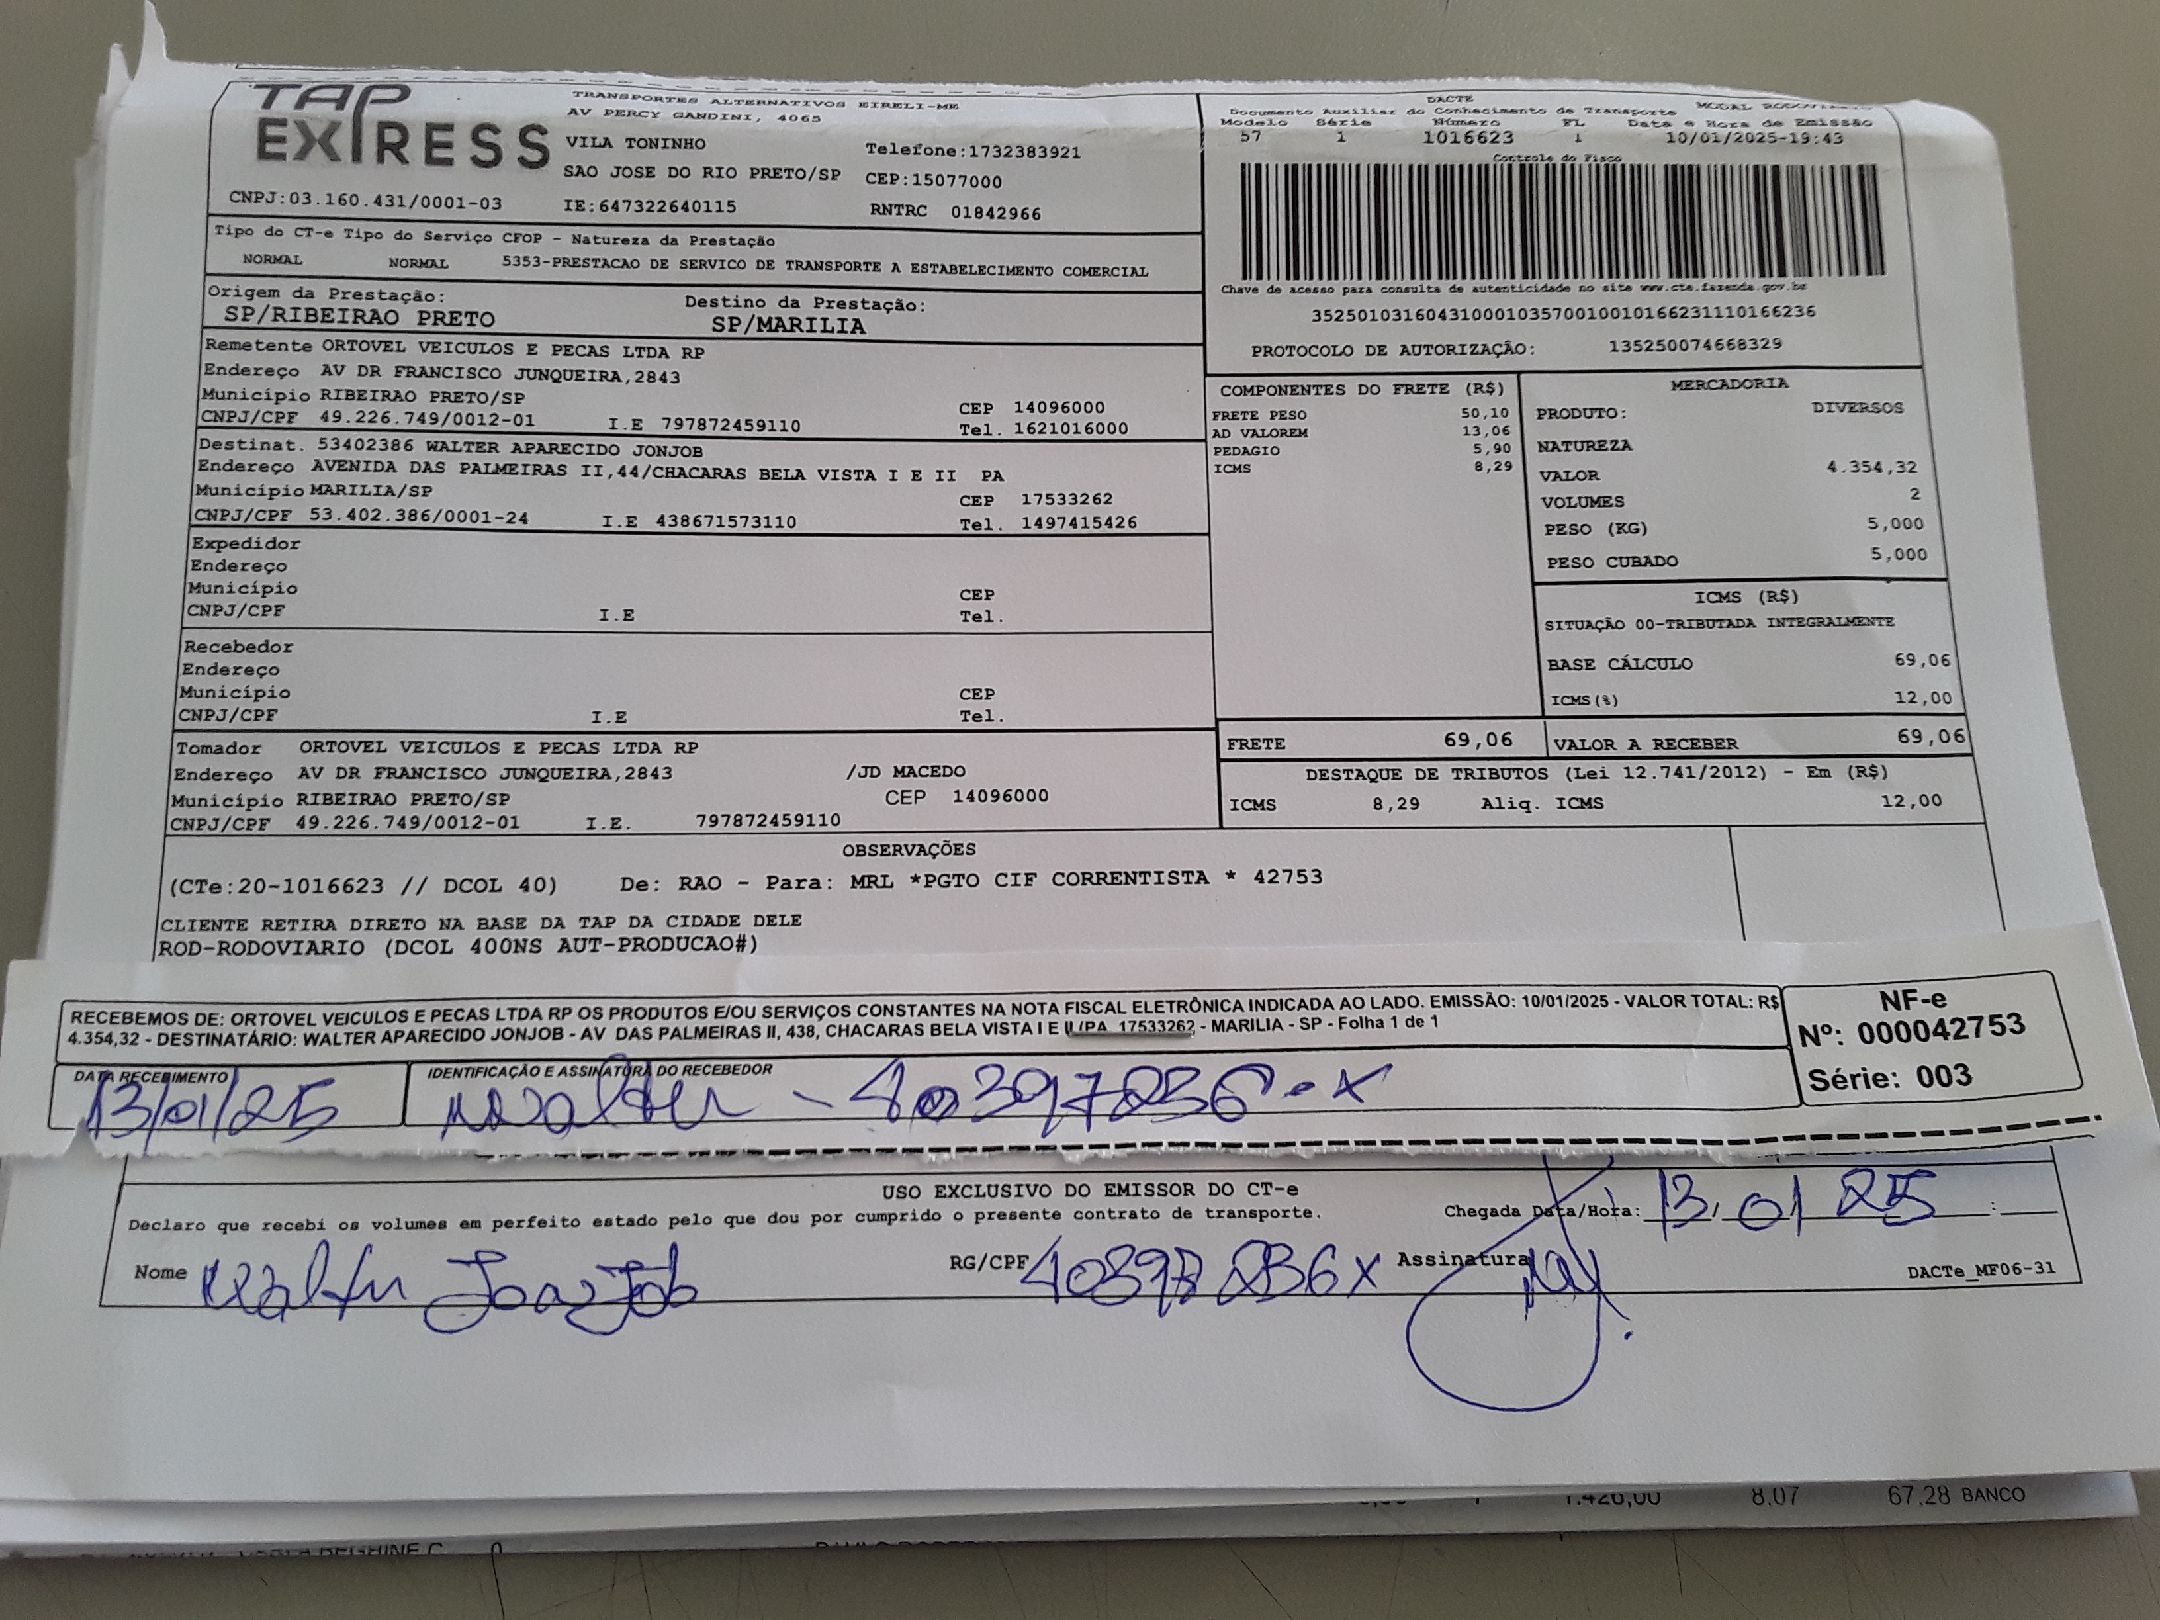 TAP EXPRESS
TRANSPORTES ALTERNATIVOS EIRELI-ME
AV PERCY GANDINI, 4065
VILA TONINHO Telefone:1732383921
SAO JOSE DO RIO PRETO/SP CEP:15077000
CNPJ:03.160.431/0001-03 IE:647322640115 RNTRC 01842966
DACTE
Documento Auxiliar do Conhecimento de Transporte MODAL RODOVIARIO
Modelo Série Número FL Data e Hora de Emissão
57 1 1016623 1 10/01/2025-19:43
Controle do Fisco
Chave de acesso para consulta de autenticidade no site www.cte.fazenda.gov.br
35250103160431000103570010010166231110166236
PROTOCOLO DE AUTORIZAÇÃO: 135250074668329
Tipo do CT-e Tipo do Serviço CFOP - Natureza da Prestação
NORMAL NORMAL 5353-PRESTACAO DE SERVICO DE TRANSPORTE A ESTABELECIMENTO COMERCIAL
Origem da Prestação: Destino da Prestação:
SP/RIBEIRAO PRETO SP/MARILIA
Remetente ORTOVEL VEICULOS E PECAS LTDA RP
Endereço AV DR FRANCISCO JUNQUEIRA,2843
Município RIBEIRAO PRETO/SP CEP 14096000
CNPJ/CPF 49.226.749/0012-01 I.E 797872459110 Tel. 1621016000
Destinat. 53402386 WALTER APARECIDO JONJOB
Endereço AVENIDA DAS PALMEIRAS II,44/CHACARAS BELA VISTA I E II PA
Município MARILIA/SP CEP 17533262
CNPJ/CPF 53.402.386/0001-24 I.E 438671573110 Tel. 1497415426
Expedidor
Endereço
Município CEP
CNPJ/CPF I.E Tel.
Recebedor
Endereço
Município CEP
CNPJ/CPF I.E Tel.
Tomador ORTOVEL VEICULOS E PECAS LTDA RP
Endereço AV DR FRANCISCO JUNQUEIRA,2843 /JD MACEDO
Município RIBEIRAO PRETO/SP CEP 14096000
CNPJ/CPF 49.226.749/0012-01 I.E. 797872459110
COMPONENTES DO FRETE (R$)
FRETE PESO 50,10
AD VALOREM 13,06
PEDAGIO 5,90
ICMS 8,29
MERCADORIA
PRODUTO: DIVERSOS
NATUREZA
VALOR 4.354,32
VOLUMES 2
PESO (KG) 5,000
PESO CUBADO 5,000
ICMS (R$)
SITUAÇÃO 00-TRIBUTADA INTEGRALMENTE
BASE CÁLCULO 69,06
ICMS(%) 12,00
FRETE 69,06 VALOR A RECEBER 69,06
DESTAQUE DE TRIBUTOS (Lei 12.741/2012) - Em (R$)
ICMS 8,29 Aliq. ICMS 12,00
OBSERVAÇÕES
(CTe:20-1016623 // DCOL 40) De: RAO - Para: MRL *PGTO CIF CORRENTISTA * 42753
CLIENTE RETIRA DIRETO NA BASE DA TAP DA CIDADE DELE
ROD-RODOVIARIO (DCOL 400NS AUT-PRODUCAO#)
RECEBEMOS DE: ORTOVEL VEICULOS E PECAS LTDA RP OS PRODUTOS E/OU SERVIÇOS CONSTANTES NA NOTA FISCAL ELETRÔNICA INDICADA AO LADO. EMISSÃO: 10/01/2025 - VALOR TOTAL: R$
4.354,32 - DESTINATÁRIO: WALTER APARECIDO JONJOB - AV DAS PALMEIRAS II, 438, CHACARAS BELA VISTA I E II /PA 17533262 - MARILIA - SP - Folha 1 de 1
NF-e
Nº: 000042753
Série: 003
DATA RECEBIMENTO IDENTIFICAÇÃO E ASSINATURA DO RECEBEDOR
13/01/25 Walter - 40397836-x
USO EXCLUSIVO DO EMISSOR DO CT-e
Declaro que recebi os volumes em perfeito estado pelo que dou por cumprido o presente contrato de transporte. Chegada Data/Hora: 13/01/25 :
Nome Walter JonJob RG/CPF 40397836X Assinatura
DACTe_MF06-31
1.420,00 8,07 67,28 BANCO